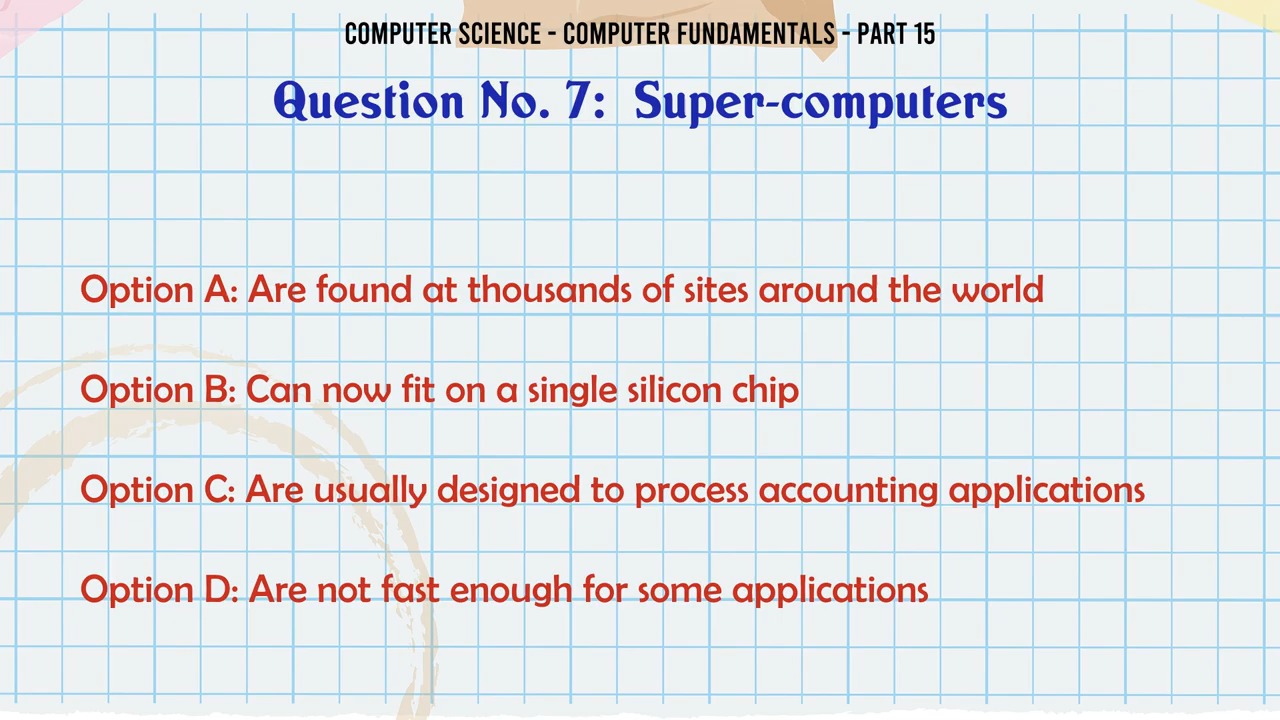 COMPUTER SCIENCE - COMPUTER FUNDAMENTALS - PART 15
Question No. 7: Super-computers
Option A: Are found at thousands of sites around the world
Option B: Can now fit on a single silicon chip
Option C: Are usually designed to process accounting applications
Option D: Are not fast enough for some applications